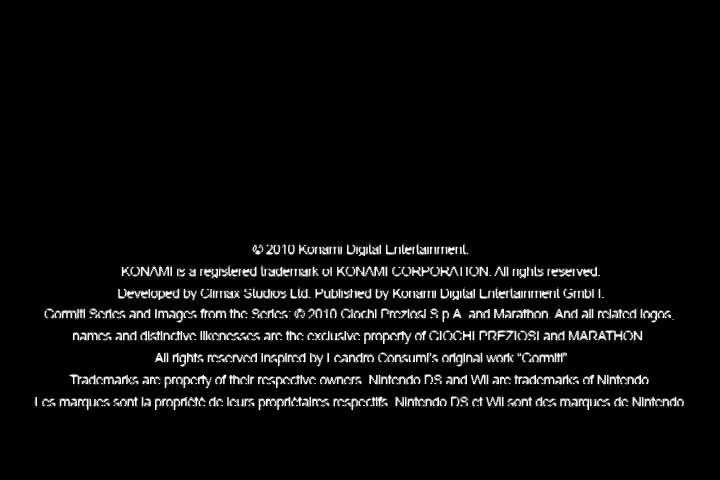 © 2010 Konami Digital Entertainment.
KONAMI is a registered trademark of KONAMI CORPORATION. All rights reserved.
Developed by Climax Studios Ltd. Published by Konami Digital Entertainment GmbH.
Gormiti Series and Images from the Series: © 2010 Giochi Preziosi S.p.A. and Marathon. And all related logos,
names and distinctive likenesses are the exclusive property of GIOCHI PREZIOSI and MARATHON
All rights reserved inspired by Leandro Consumi's original work "Gormiti"
Trademarks are property of their respective owners. Nintendo DS and Wii are trademarks of Nintendo
Les marques sont la propriété de leurs propriétaires respectifs. Nintendo DS et Wii sont des marques de Nintendo